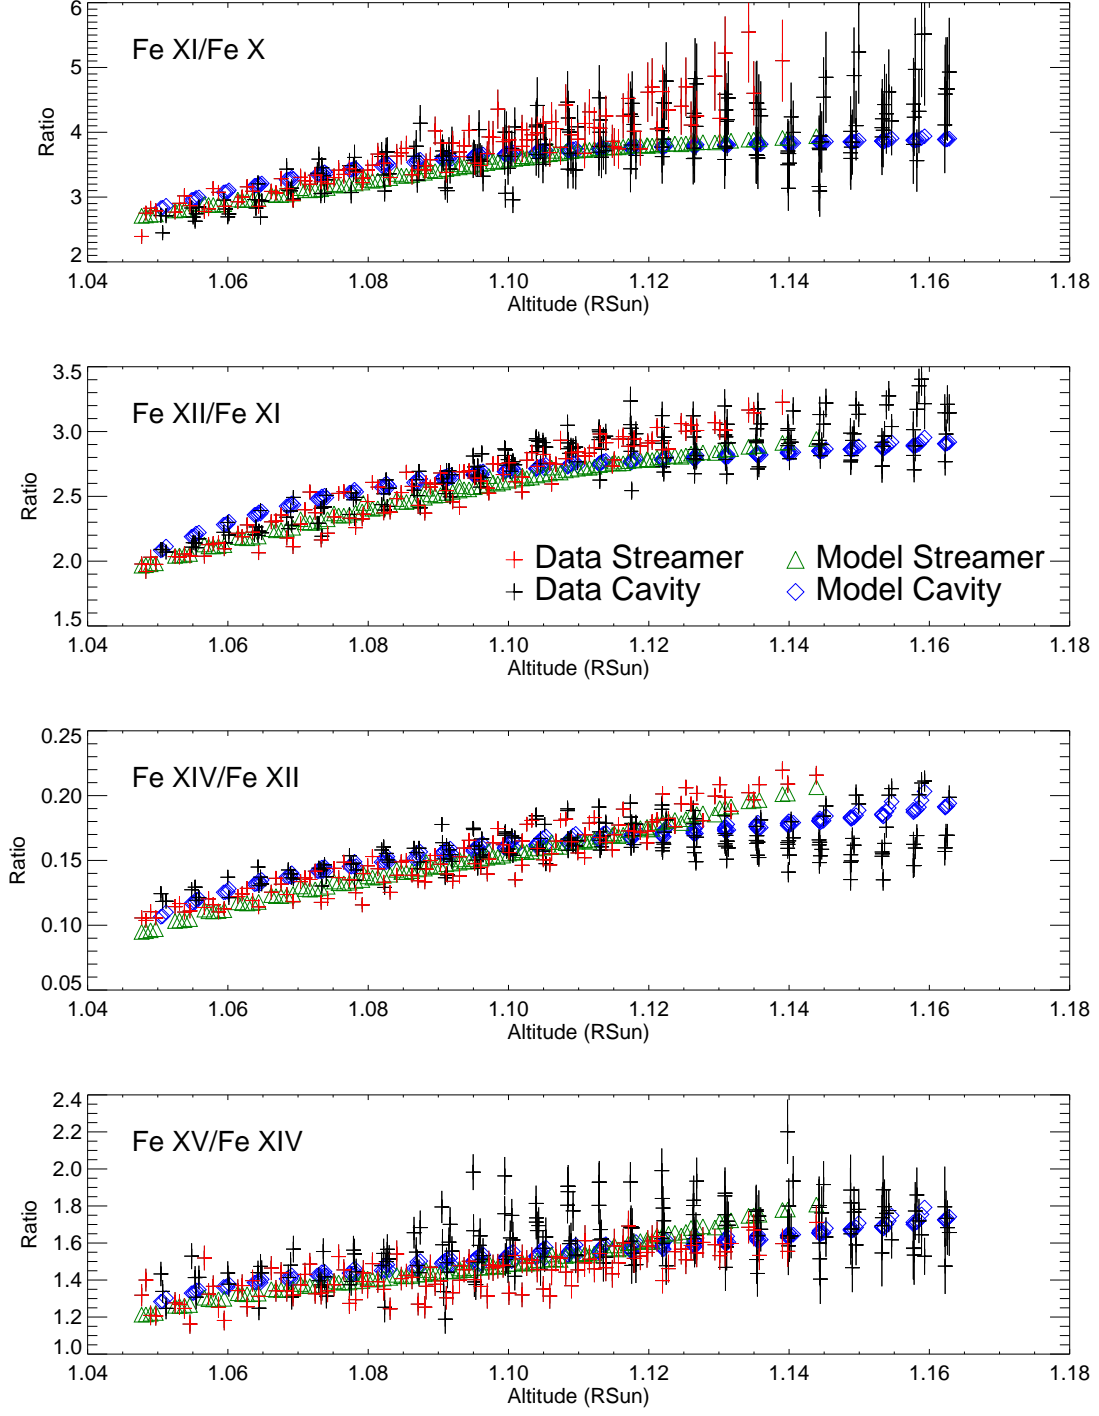 Fe XI/Fe X
Ratio
6
5
4
3
2
1.04 1.06 1.08 1.10 1.12 1.14 1.16 1.18
Altitude (RSun)
Fe XII/Fe XI
Ratio
3.5
3.0
2.5
2.0
1.5
Data Streamer Model Streamer
Data Cavity Model Cavity
1.04 1.06 1.08 1.10 1.12 1.14 1.16 1.18
Altitude (RSun)
Fe XIV/Fe XII
Ratio
0.25
0.20
0.15
0.10
0.05
1.04 1.06 1.08 1.10 1.12 1.14 1.16 1.18
Altitude (RSun)
Fe XV/Fe XIV
Ratio
2.4
2.2
2.0
1.8
1.6
1.4
1.2
1.0
1.04 1.06 1.08 1.10 1.12 1.14 1.16 1.18
Altitude (RSun)